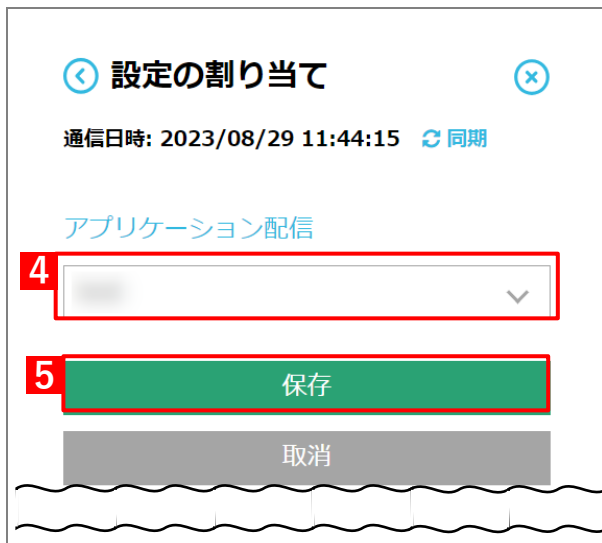 設定の割り当て
通信日時: 2023/08/29 11:44:15 同期
アプリケーション配信
4
5 保存
取消